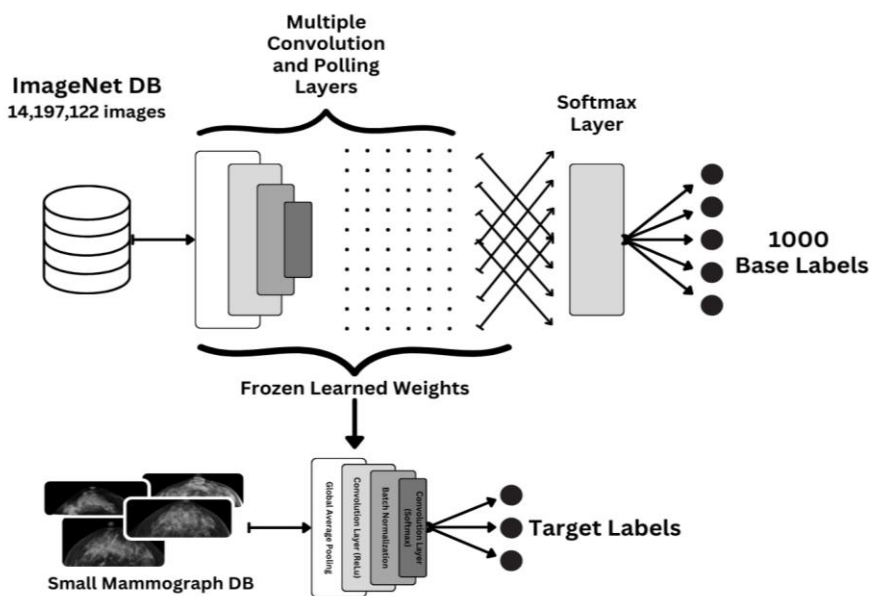 Multiple
Convolution
and Polling
Layers
ImageNet DB
14,197,122 images
Softmax
Layer
1000
Base Labels
Frozen Learned Weights
Global Average Pooling
Convolution Layer (ReLu)
Batch Normalization
Convolution Layer
(Softmax)
Target Labels
Small Mammograph DB